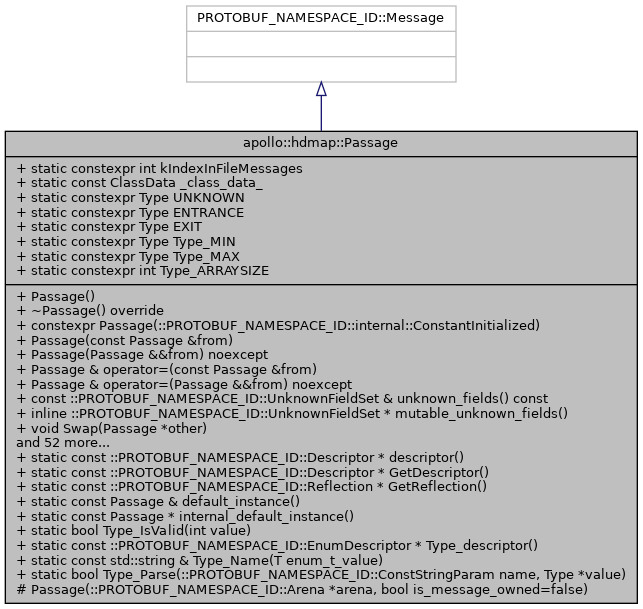 PROTOBUF_NAMESPACE_ID::Message
apollo::hdmap::Passage
+ static constexpr int kIndexInFileMessages
+ static const ClassData _class_data_
+ static constexpr Type UNKNOWN
+ static constexpr Type ENTRANCE
+ static constexpr Type EXIT
+ static constexpr Type Type_MIN
+ static constexpr Type Type_MAX
+ static constexpr int Type_ARRAYSIZE
+ Passage()
+ ~Passage() override
+ constexpr Passage(::PROTOBUF_NAMESPACE_ID::internal::ConstantInitialized)
+ Passage(const Passage &from)
+ Passage(Passage &&from) noexcept
+ Passage & operator=(const Passage &from)
+ Passage & operator=(Passage &&from) noexcept
+ const ::PROTOBUF_NAMESPACE_ID::UnknownFieldSet & unknown_fields() const
+ inline ::PROTOBUF_NAMESPACE_ID::UnknownFieldSet * mutable_unknown_fields()
+ void Swap(Passage *other)
and 52 more...
+ static const ::PROTOBUF_NAMESPACE_ID::Descriptor * descriptor()
+ static const ::PROTOBUF_NAMESPACE_ID::Descriptor * GetDescriptor()
+ static const ::PROTOBUF_NAMESPACE_ID::Reflection * GetReflection()
+ static const Passage & default_instance()
+ static const Passage * internal_default_instance()
+ static bool Type_IsValid(int value)
+ static const ::PROTOBUF_NAMESPACE_ID::EnumDescriptor * Type_descriptor()
+ static const std::string & Type_Name(T enum_t_value)
+ static bool Type_Parse(::PROTOBUF_NAMESPACE_ID::ConstStringParam name, Type *value)
# Passage(::PROTOBUF_NAMESPACE_ID::Arena *arena, bool is_message_owned=false)